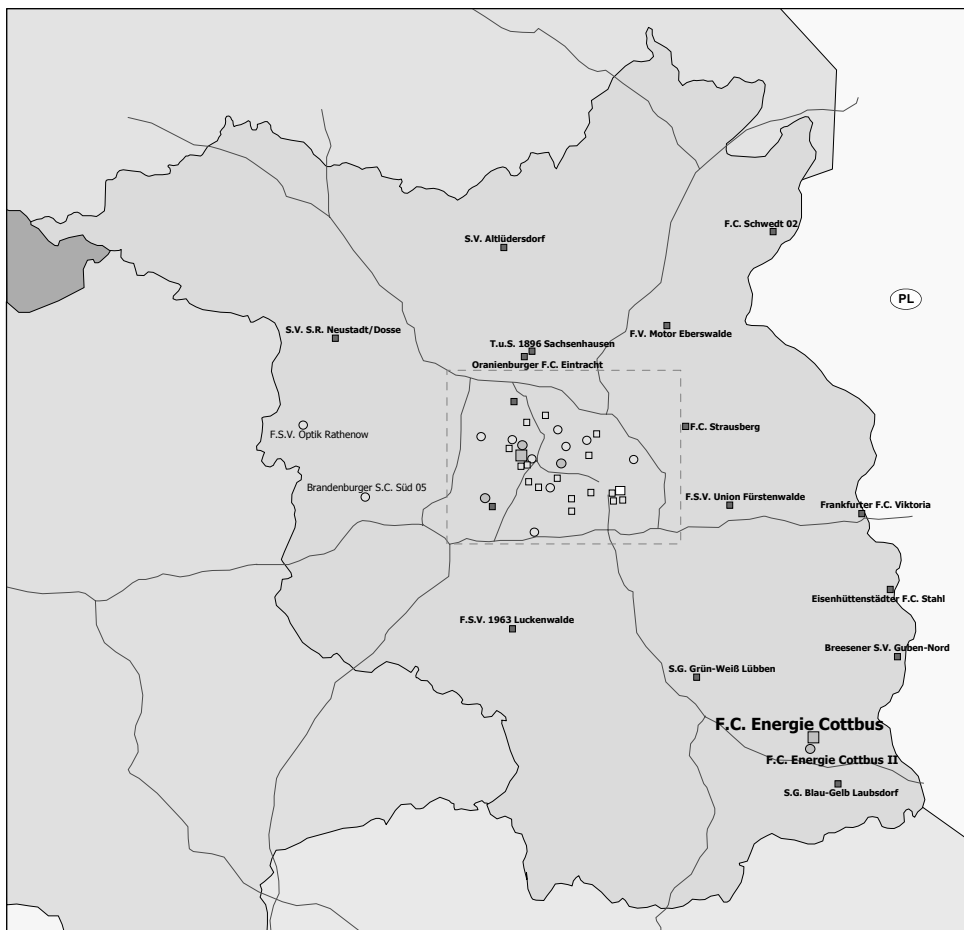 F.C. Schwedt 02
S.V. Altlüdersdorf
PL
S.V. S.R. Neustadt/Dosse
F.V. Motor Eberswalde
T.u.S. 1896 Sachsenhausen
Oranienburger F.C. Eintracht
F.C. Strausberg
F.S.V. Optik Rathenow
Brandenburger S.C. Süd 05
F.S.V. Union Fürstenwalde
Frankfurter F.C. Viktoria
Eisenhüttenstädter F.C. Stahl
F.S.V. 1963 Luckenwalde
Breesener S.V. Guben-Nord
S.G. Grün-Weiß Lübben
F.C. Energie Cottbus
F.C. Energie Cottbus II
S.G. Blau-Gelb Laubsdorf